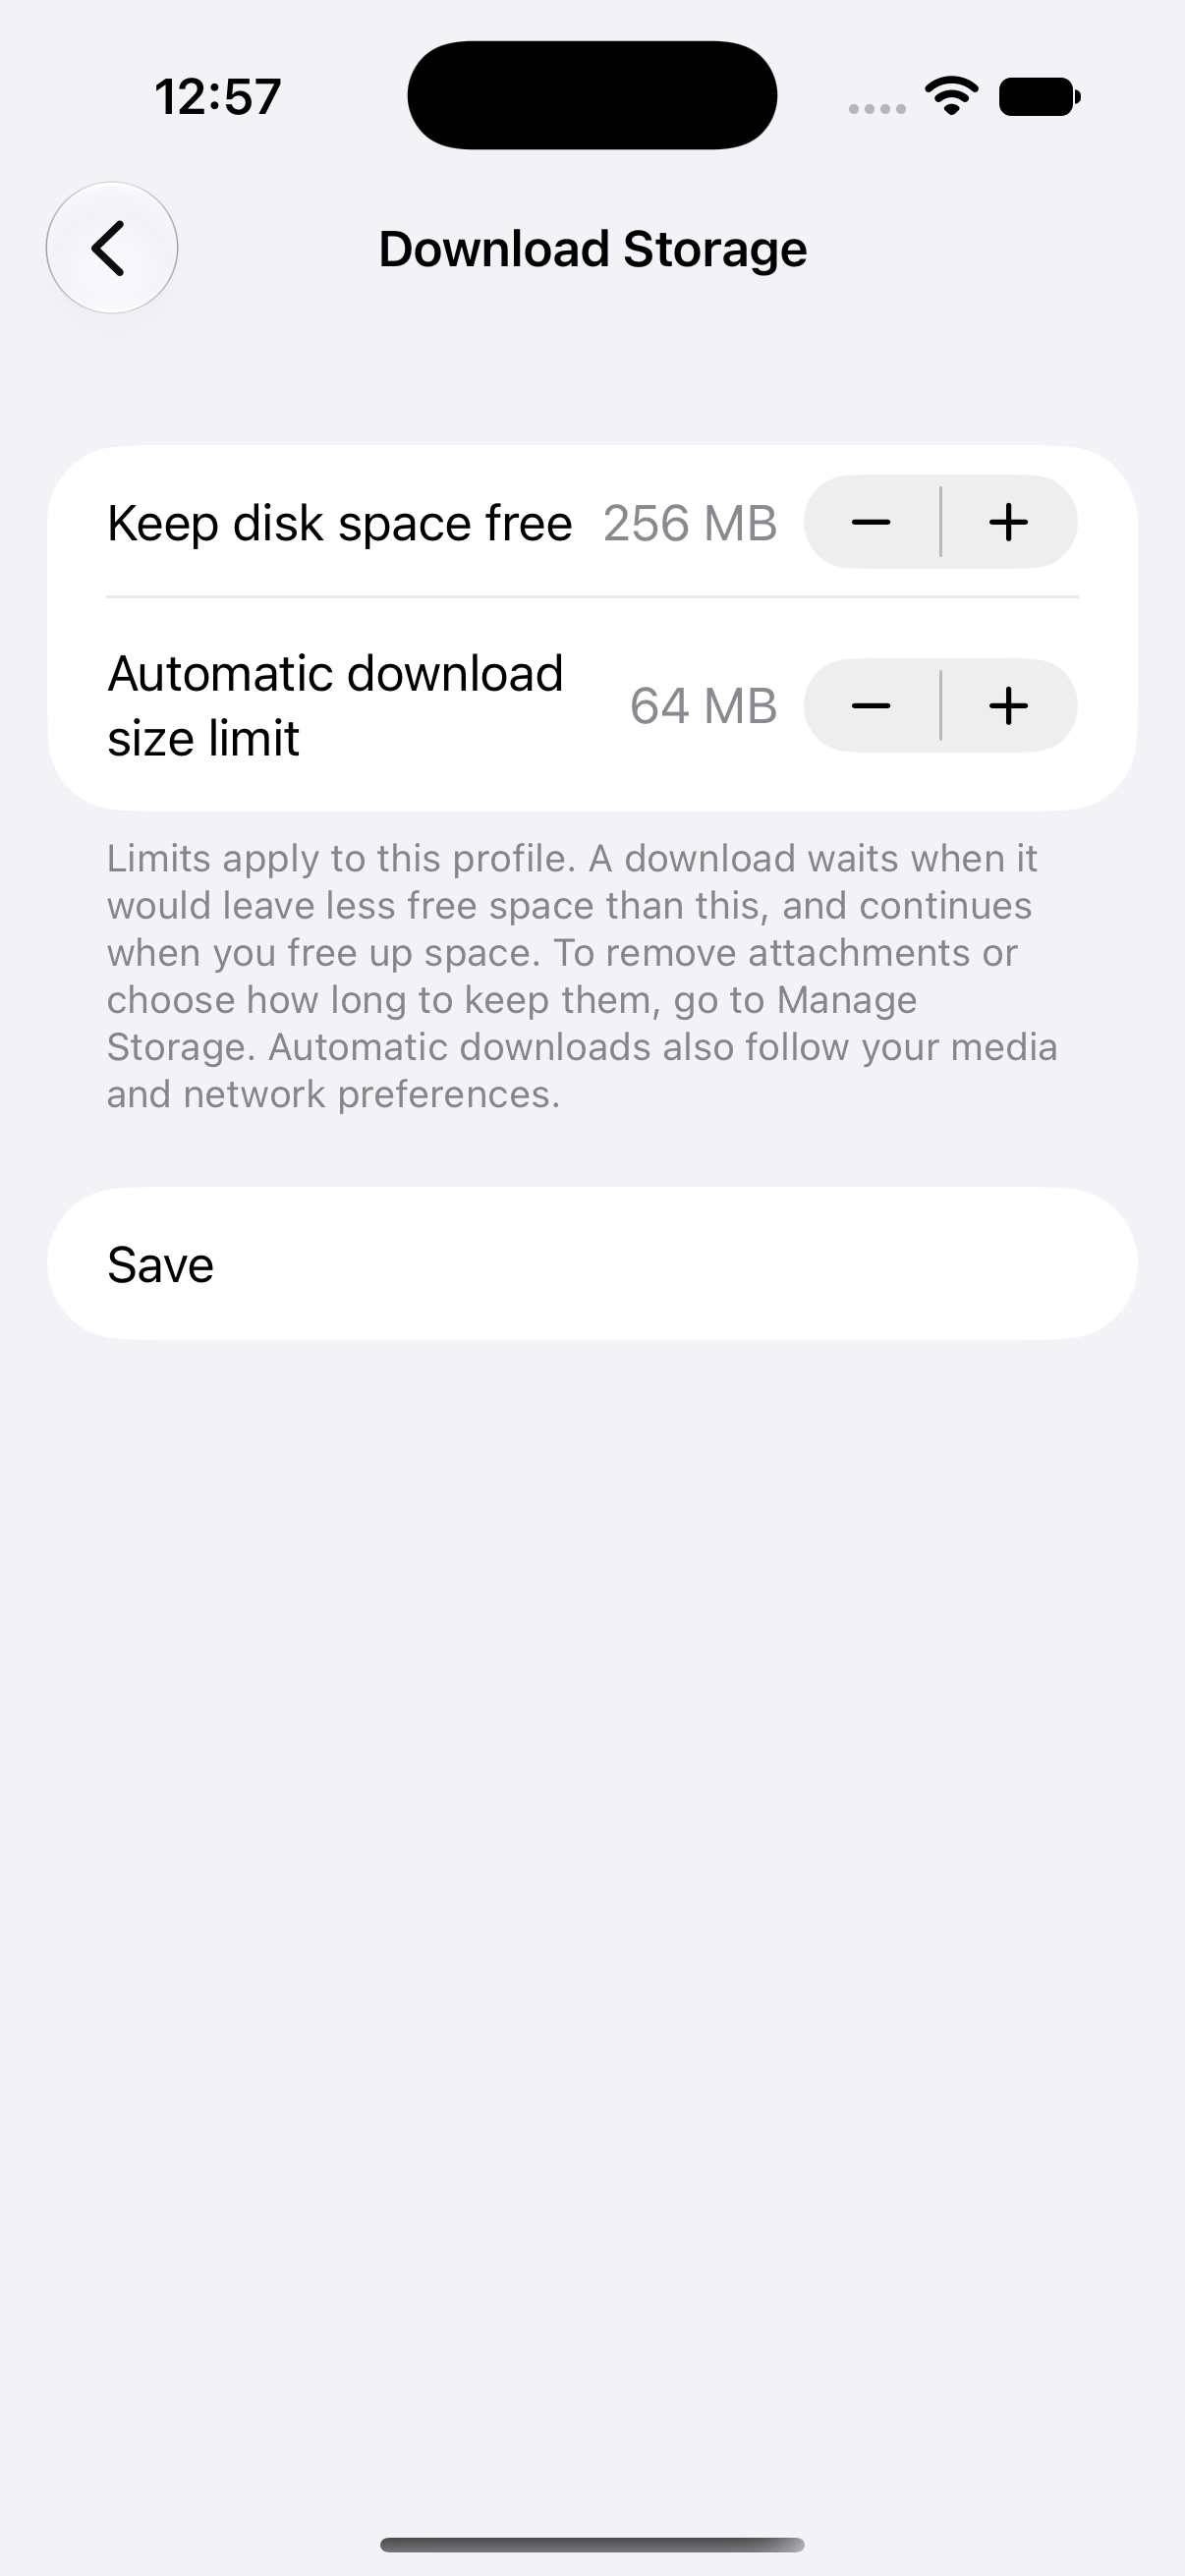 12:57
Download Storage
Keep disk space free 256 MB
Automatic download
size limit
64 MB
Limits apply to this profile. A download waits when it
would leave less free space than this, and continues
when you free up space. To remove attachments or
choose how long to keep them, go to Manage
Storage. Automatic downloads also follow your media
and network preferences.
Save